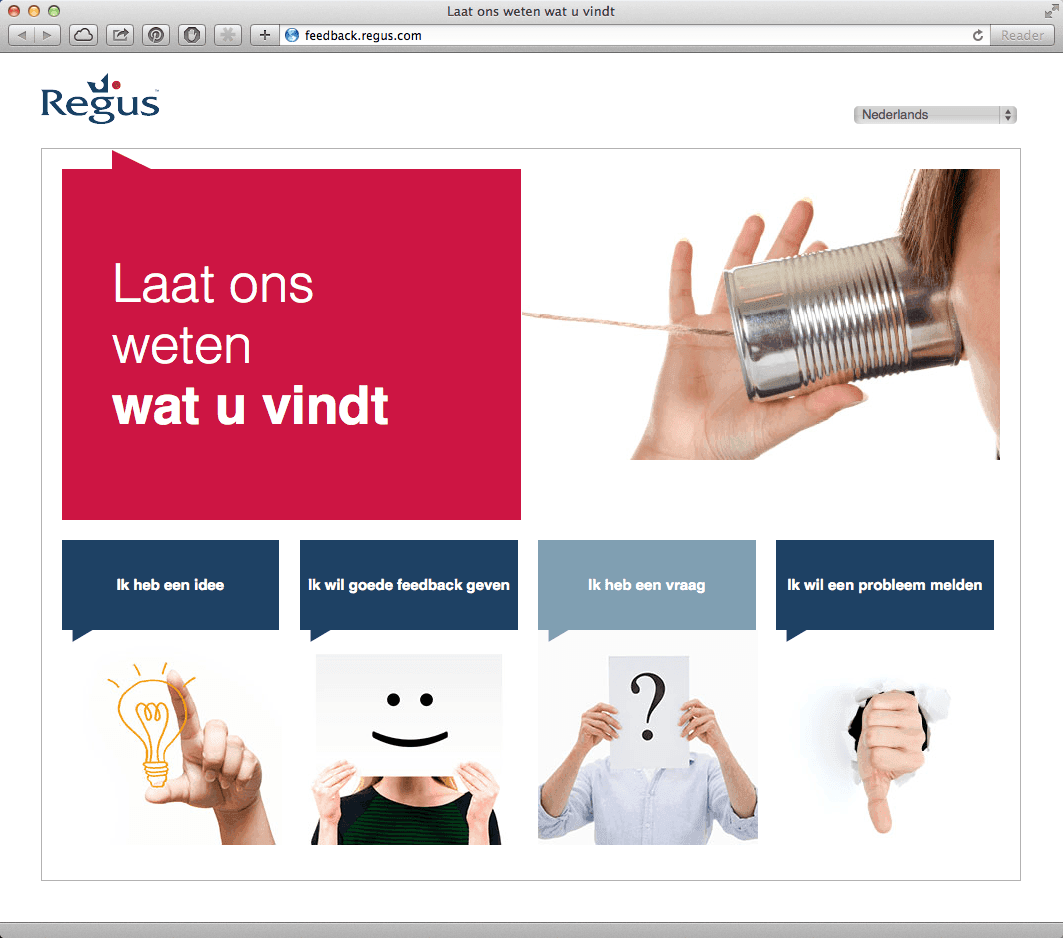 Laat ons weten wat u vindt
feedback.regus.com
Reader
Regus
Nederlands
Laat ons
weten
wat u vindt
Ik heb een idee
Ik wil goede feedback geven
Ik heb een vraag
Ik wil een probleem melden
?